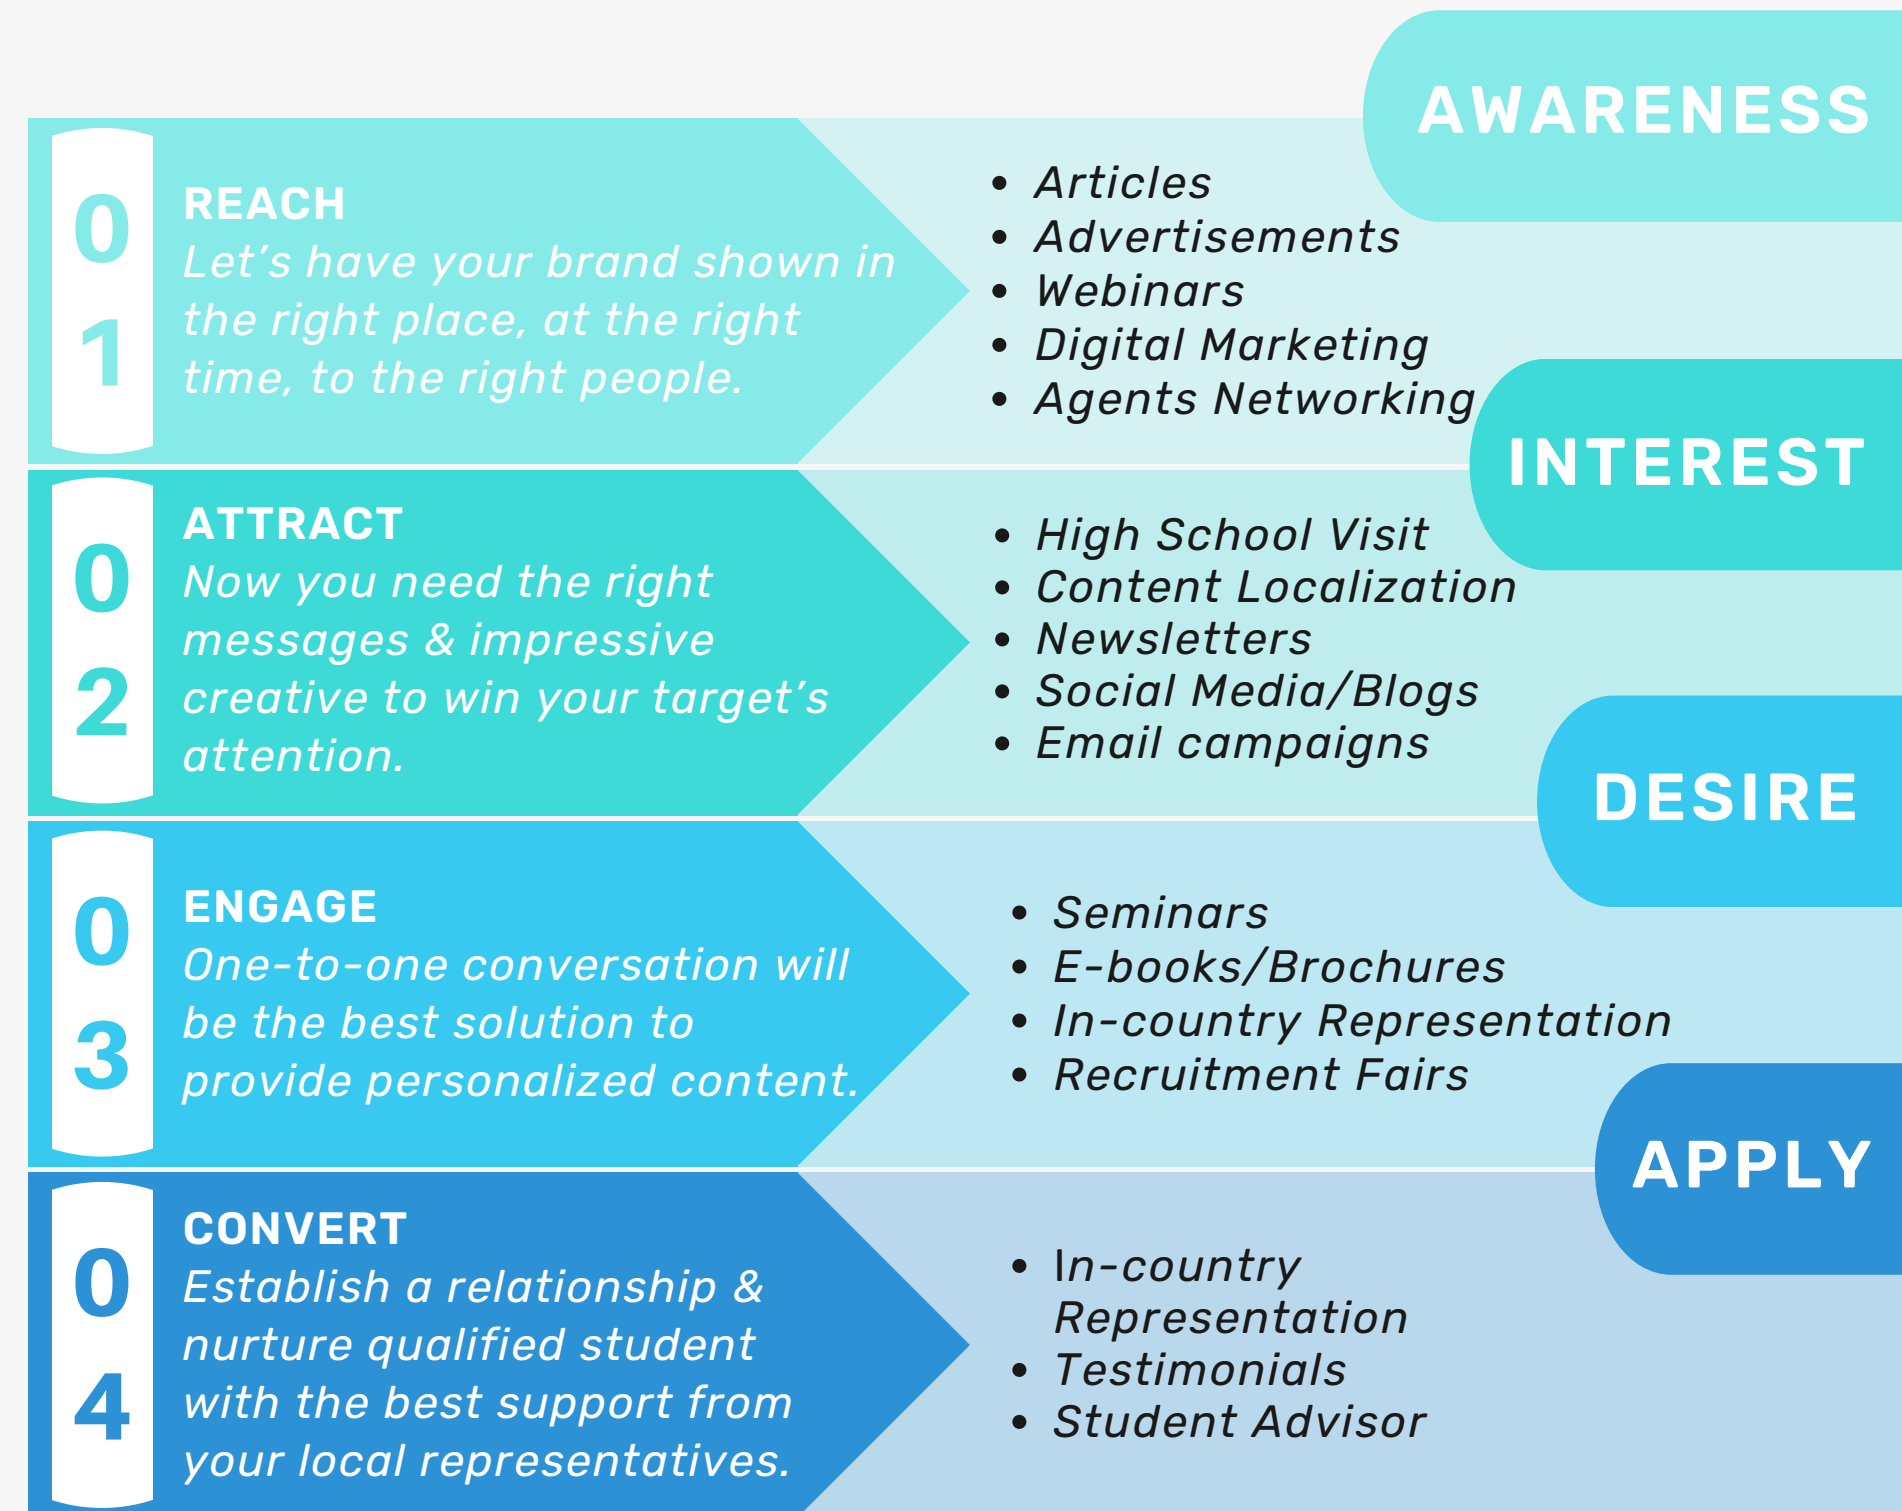 AWARENESS
0
1
REACH
Let's have your brand shown in
the right place, at the right
time, to the right people.
• Articles
• Advertisements
• Webinars
• Digital Marketing
• Agents Networking
INTEREST
0
2
ATTRACT
Now you need the right
messages & impressive
creative to win your target's
attention.
• High School Visit
• Content Localization
• Newsletters
• Social Media/Blogs
• Email campaigns
DESIRE
0
3
ENGAGE
One-to-one conversation will
be the best solution to
provide personalized content.
• Seminars
• E-books/Brochures
• In-country Representation
• Recruitment Fairs
APPLY
0
4
CONVERT
Establish a relationship &
nurture qualified student
with the best support from
your local representatives.
• In-country
Representation
• Testimonials
• Student Advisor